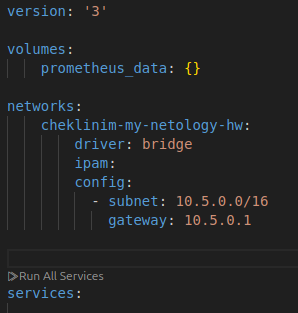 version: '3'
volumes:
    prometheus_data: {}
networks:
    cheklinim-my-netology-hw:
        driver: bridge
        ipam:
        config:
          - subnet: 10.5.0.0/16
            gateway: 10.5.0.1
Run All Services
services: